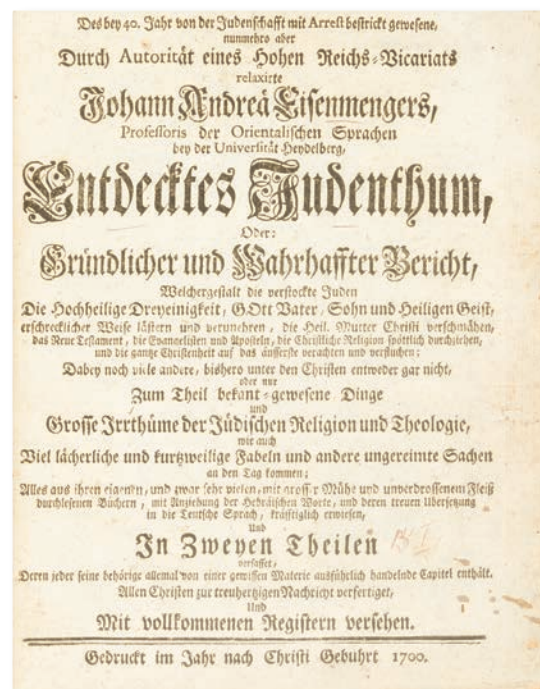 Des bey 40. Jahr von der Judenschafft mit Arrest bestrickt gewesene,
nunmehro aber
Durch Autorität eines Hohen Reichs-Vicariats
relaxirte
Johann Andreä Eisenmengers,
Professoris der Orientalischen Sprachen
bey der Universität Heydelberg,
Entdecktes Judenthum,
Oder:
Gründlicher und Wahrhaffter Bericht,
Welchergestalt die verstockte Juden
Die Hochheilige Dreyeinigkeit, GOtt Vater, Sohn und Heiligen Geist,
erschrecklicher Weise lästern und verunehren, die Heil. Mutter Christi verschmähen,
das Neue Testament, die Evangelisten und Aposteln, die Christliche Religion spöttlich durchziehen,
und die gantze Christenheit auf das äusserste verachten und verfluchen;
Dabey noch viele andere, bishero unter den Christen entweder gar nicht,
oder nur
Zum Theil bekant-gewesene Dinge
und
Grosse Irrthüme der Jüdischen Religion und Theologie,
wie auch
Viel lächerliche und kurtzweilige Fabeln und andere ungereimte Sachen
an den Tag kommen;
Alles aus ihren eigenen, und zwar sehr vielen, mit grosser Mühe und unverdrossenem Fleiß
durchlesenen Büchern, mit Anziehung der Hebräischen Worte, und deren treuen Ubersetzung
in die Teutsche Sprach, kräfftiglich erwiesen,
Und
In Zweyen Theilen
verfasset,
Deren jeder seine behörige allemal von einer gewissen Materie ausführlich handelnde Capitel enthält.
Allen Christen zur treuhertzigen Nachricht verfertiget,
Und
Mit vollkommenen Registern versehen.
Gedruckt im Jahr nach Christi Gebuhrt 1700.